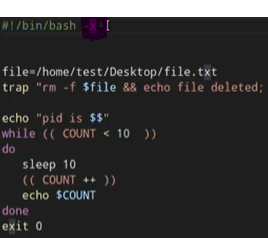 #!/bin/bash -x
file=/home/test/Desktop/file.txt
trap "rm -f $file && echo file deleted;
echo "pid is $$"
while (( COUNT < 10 ))
do
sleep 10
(( COUNT ++ ))
echo $COUNT
done
exit 0